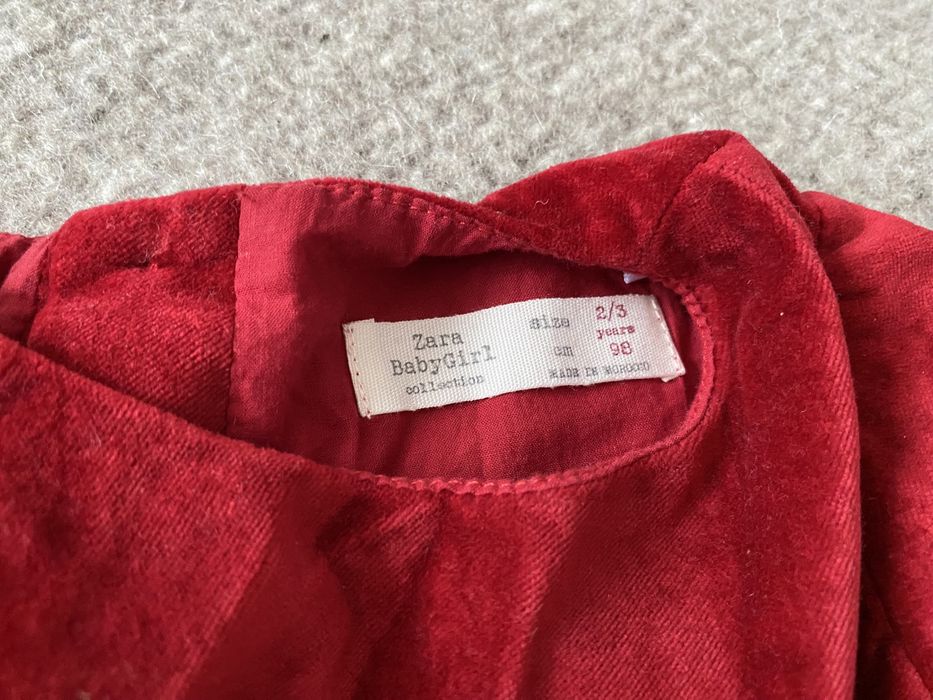 Zara
BabyGirl
collection
size 2/3
years
cm 98
MADE IN MOROCCO